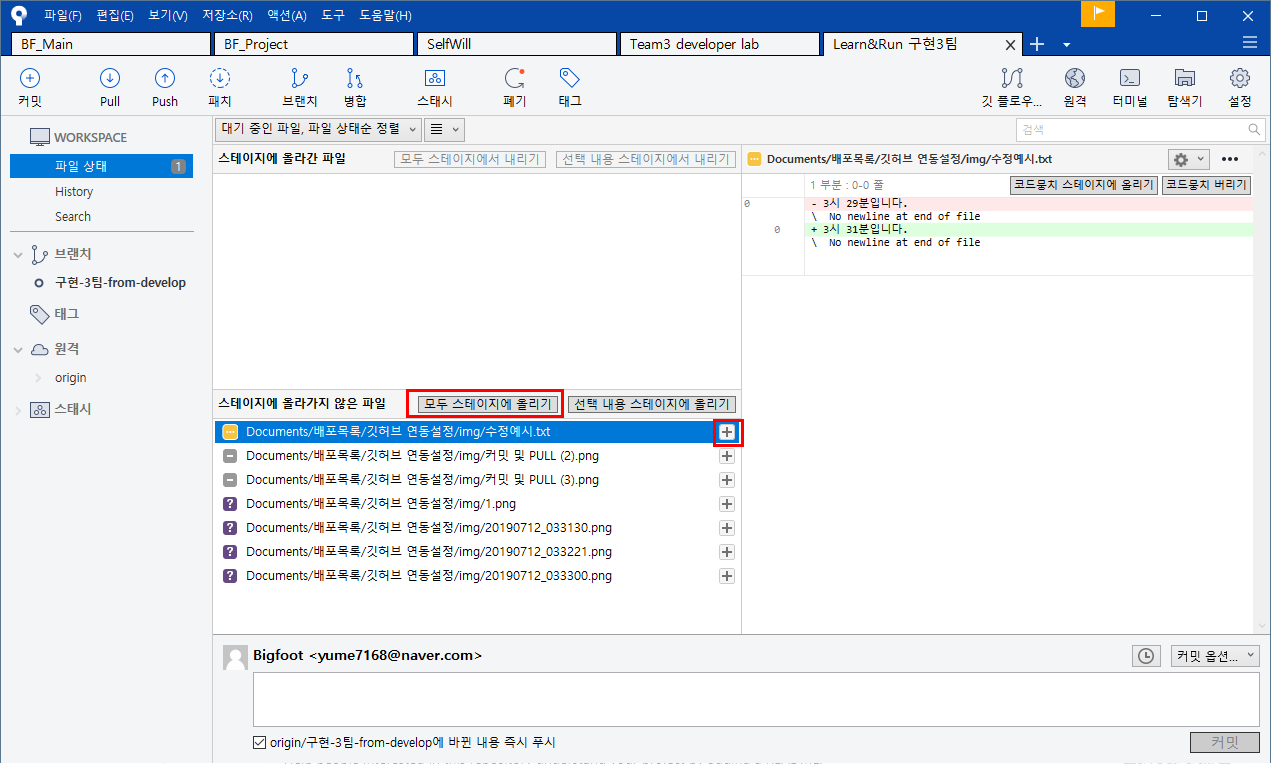 파일(F) 편집(E) 보기(V) 저장소(R) 액션(A) 도구 도움말(H)
BF_Main BF_Project SelfWill Team3 developer lab Learn&Run 구현3팀
커밋 Pull Push 패치 브랜치 병합 스태시 폐기 태그 깃 플로우... 원격 터미널 탐색기 설정
WORKSPACE
파일 상태 1
History
Search
브랜치
구현-3팀-from-develop
태그
원격
origin
스태시
대기 중인 파일, 파일 상태순 정렬
검색
스테이지에 올라간 파일 모두 스테이지에서 내리기 선택 내용 스테이지에서 내리기
스테이지에 올라가지 않은 파일 모두 스테이지에 올리기 선택 내용 스테이지에 올리기
Documents/배포목록/깃허브 연동설정/img/수정예시.txt
Documents/배포목록/깃허브 연동설정/img/커밋 및 PULL (2).png
Documents/배포목록/깃허브 연동설정/img/커밋 및 PULL (3).png
? Documents/배포목록/깃허브 연동설정/img/1.png
? Documents/배포목록/깃허브 연동설정/img/20190712_033130.png
? Documents/배포목록/깃허브 연동설정/img/20190712_033221.png
? Documents/배포목록/깃허브 연동설정/img/20190712_033300.png
Documents/배포목록/깃허브 연동설정/img/수정예시.txt
1 부분 : 0-0 줄 코드뭉치 스테이지에 올리기 코드뭉치 버리기
0 - 3시 29분입니다.
\ No newline at end of file
0 + 3시 31분입니다.
\ No newline at end of file
Bigfoot <yume7168@naver.com>
커밋 옵션...
origin/구현-3팀-from-develop에 바뀐 내용 즉시 푸시
커밋